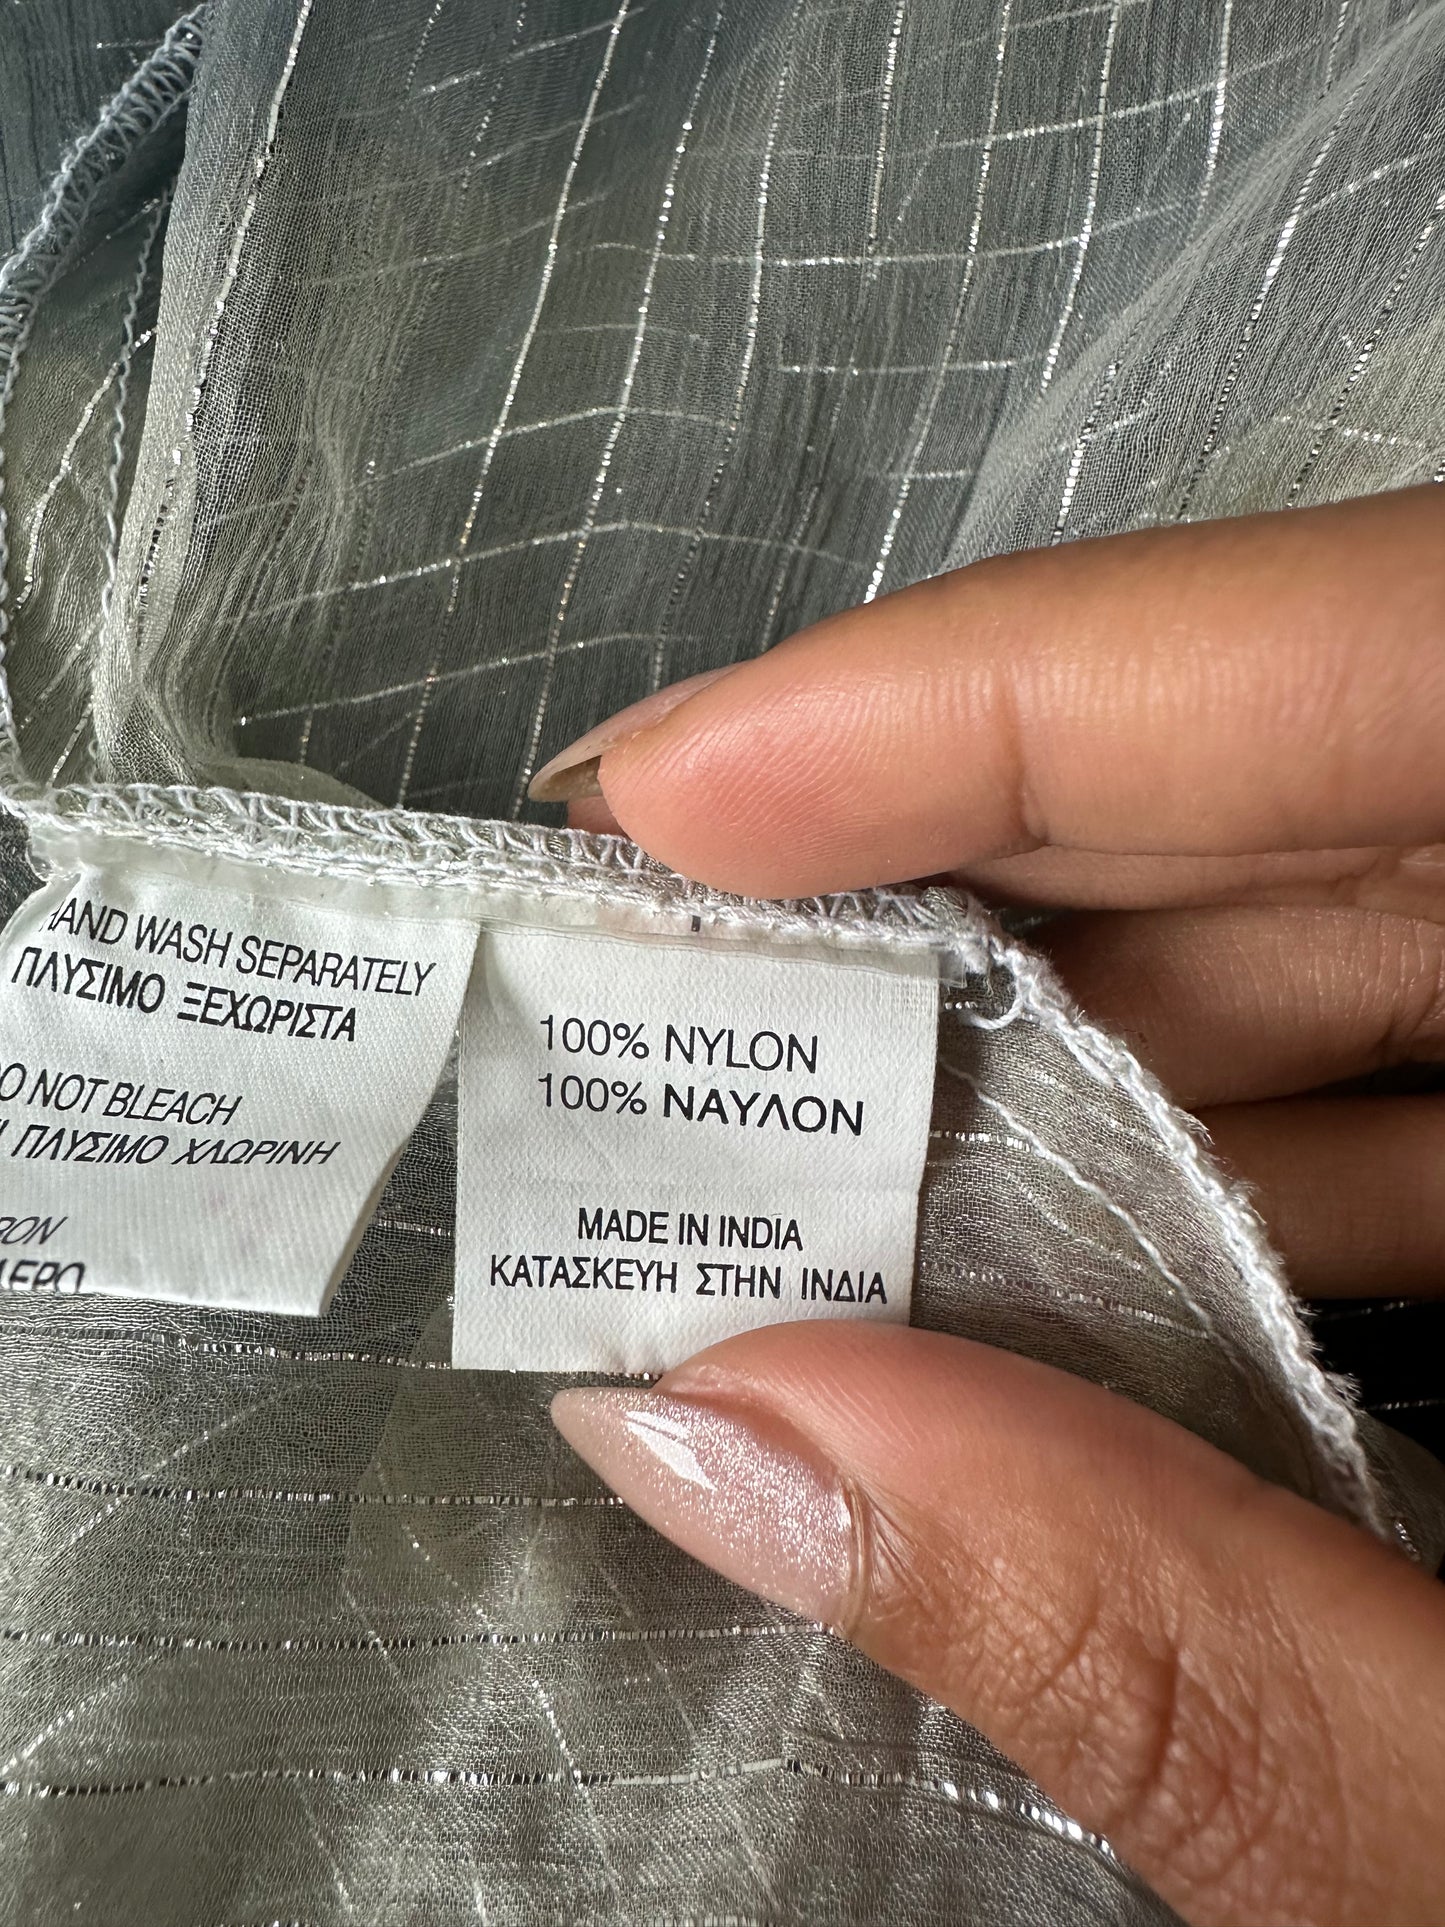 HAND WASH SEPARATELY
ΠΛΥΣΙΜΟ ΞΕΧΩΡΙΣΤΑ
DO NOT BLEACH
ΠΛΥΣΙΜΟ ΧΛΩΡΙΝΗ
100% NYLON
100% ΝΑΥΛΟΝ
MADE IN INDIA
ΚΑΤΑΣΚΕΥΗ ΣΤΗΝ ΙΝΔΙΑ